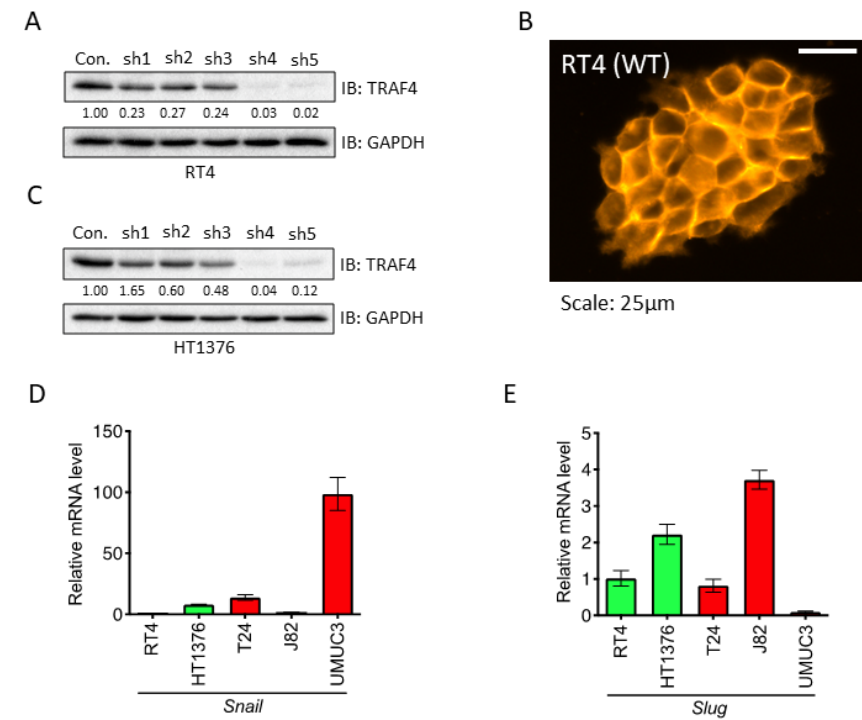 A
Con. sh1 sh2 sh3 sh4 sh5
IB: TRAF4
1.00 0.23 0.27 0.24 0.03 0.02
IB: GAPDH
RT4
B
RT4 (WT)
Scale: 25μm
C
Con. sh1 sh2 sh3 sh4 sh5
IB: TRAF4
1.00 1.65 0.60 0.48 0.04 0.12
IB: GAPDH
HT1376
D
Relative mRNA level
150
100
50
0
RT4
HT1376
T24
J82
UMUC3
Snail
E
Relative mRNA level
5
4
3
2
1
0
RT4
HT1376
T24
J82
UMUC3
Slug